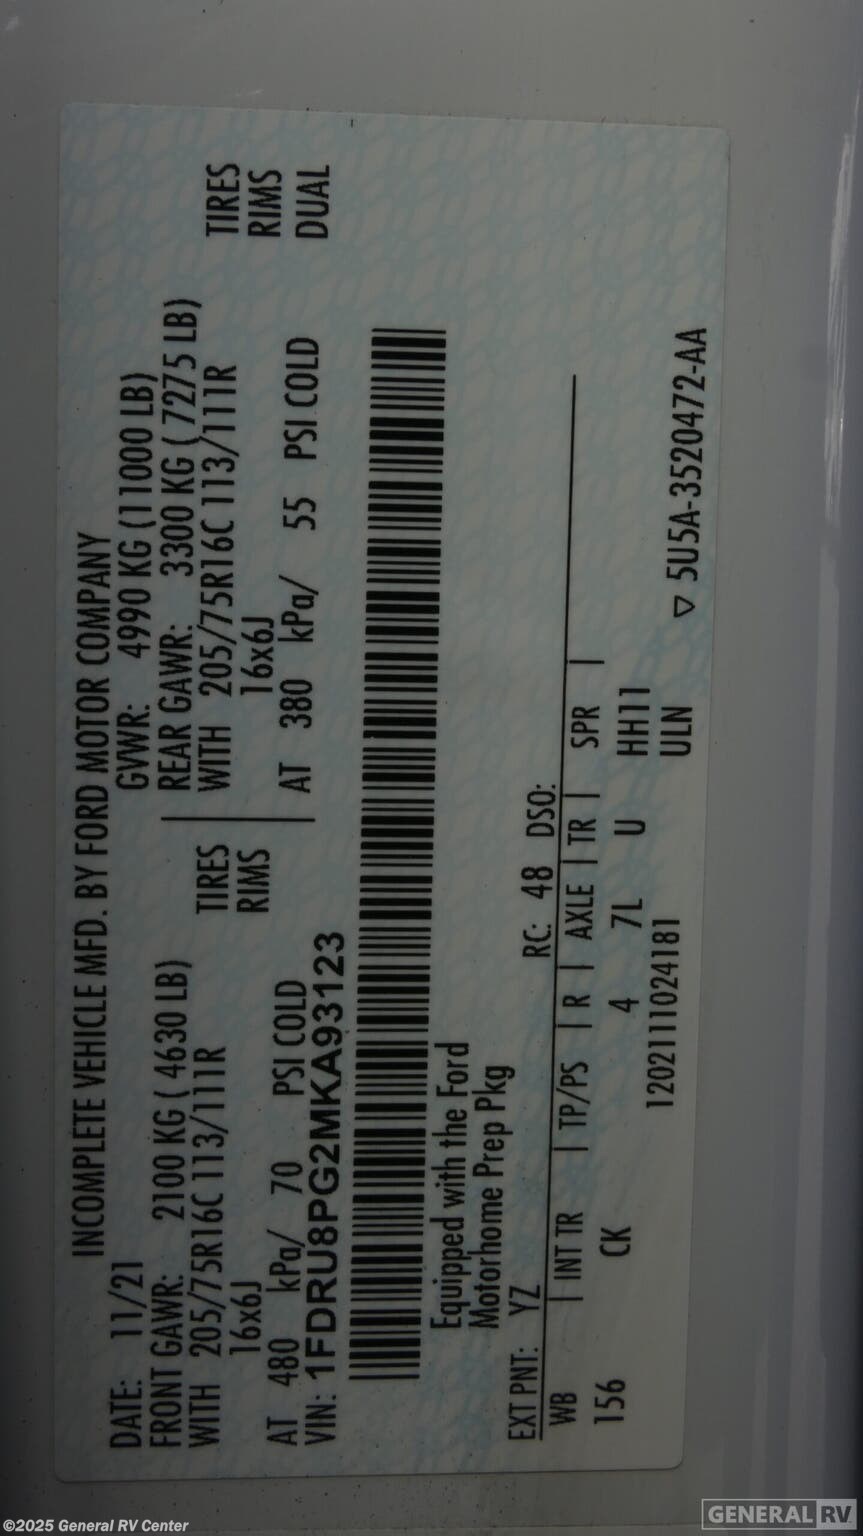 INCOMPLETE VEHICLE MFD. BY FORD MOTOR COMPANY
DATE: 11/21 GVWR: 4990 KG (11000 LB)
FRONT GAWR: 2100 KG ( 4630 LB) REAR GAWR: 3300 KG ( 7275 LB)
WITH 205/75R16C 113/111R TIRES WITH 205/75R16C 113/111R TIRES
16x6J RIMS 16x6J RIMS
AT 480 kPa/ 70 PSI COLD AT 380 kPa/ 55 PSI COLD DUAL
VIN: 1FDRU8PG2MKA93123
Equipped with the Ford
Motorhome Prep Pkg
EXT PNT: YZ RC: 48 DSO:
WB | INT TR | TP/PS | R | AXLE | TR | SPR |
156 CK 4 7L U HH11
1202111024181 ULN
▽ 5U5A-3520472-AA
©2025 General RV Center
GENERAL RV